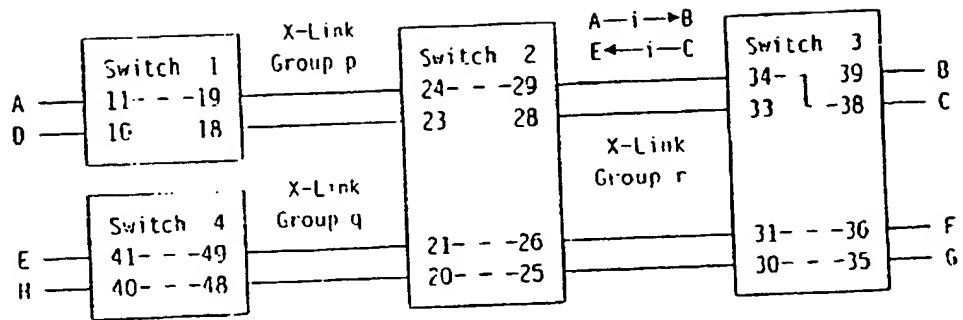 A—i—►B
E◄—i—C
X-Link
Group p
Switch 1
11- - -19
10 18
A
D
Switch 2
24- - -29
23 28
21- - -26
20- - -25
Switch 3
34- 39
33 -38
31- - -36
30- - -35
B
C
X-Link
Group r
X-Link
Group q
Switch 4
41- - -49
40- - -48
E
H
F
G